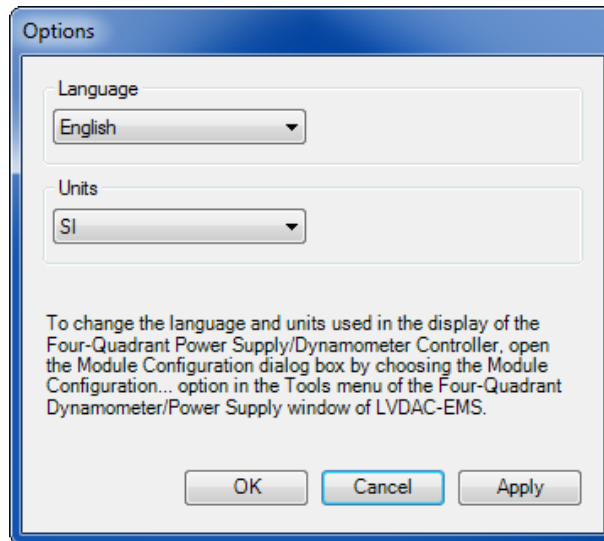 Options
Language
English
Units
SI
To change the language and units used in the display of the
Four-Quadrant Power Supply/Dynamometer Controller, open
the Module Configuration dialog box by choosing the Module
Configuration... option in the Tools menu of the Four-Quadrant
Dynamometer/Power Supply window of LVDAC-EMS.
OK Cancel Apply